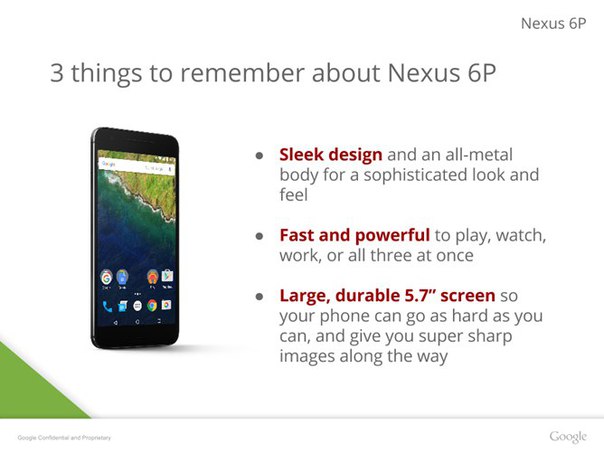 Nexus 6P
3 things to remember about Nexus 6P
● Sleek design and an all-metal
body for a sophisticated look and
feel
● Fast and powerful to play, watch,
work, or all three at once
● Large, durable 5.7” screen so
your phone can go as hard as you
can, and give you super sharp
images along the way
Google Confidential and Proprietary
Google